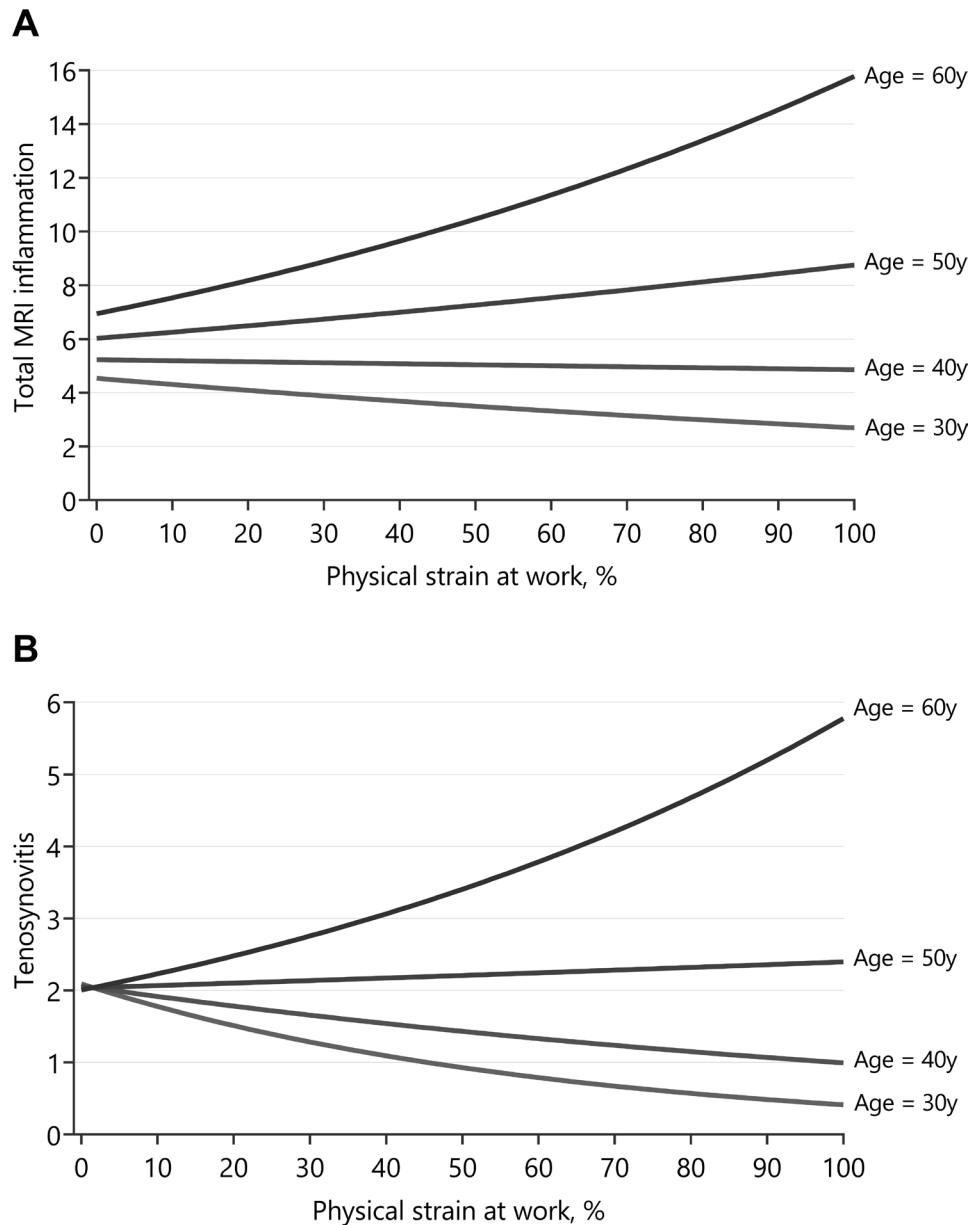 A
Total MRI inflammation
16
14
12
10
8
6
4
2
0
Age = 60y
Age = 50y
Age = 40y
Age = 30y
0 10 20 30 40 50 60 70 80 90 100
Physical strain at work, %
B
Tenosynovitis
6
5
4
3
2
1
0
Age = 60y
Age = 50y
Age = 40y
Age = 30y
0 10 20 30 40 50 60 70 80 90 100
Physical strain at work, %